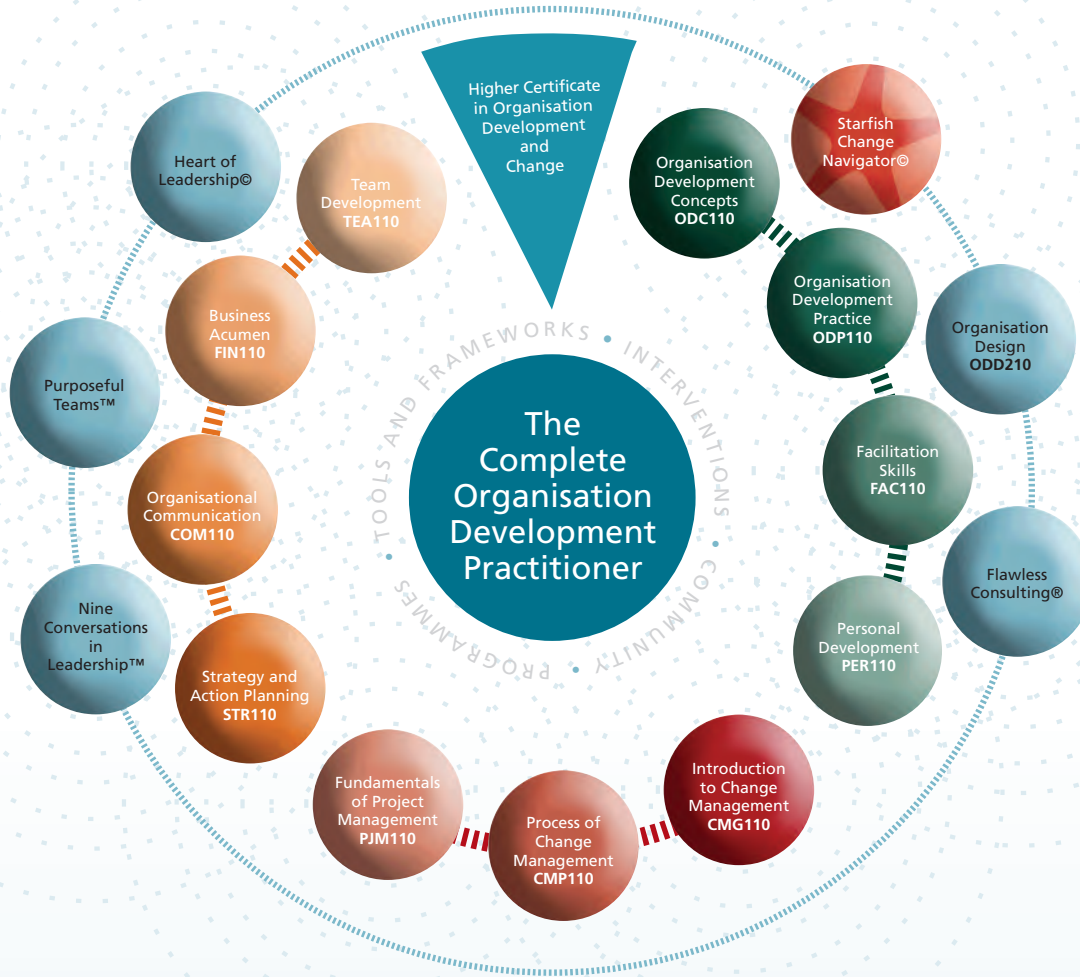 Higher Certificate
in Organisation
Development
and
Change
Starfish
Change
Navigator©
Organisation
Development
Concepts
ODC110
Organisation
Development
Practice
ODP110
Organisation
Design
ODD210
Facilitation
Skills
FAC110
Flawless
Consulting®
Personal
Development
PER110
Introduction
to Change
Management
CMG110
Process of
Change
Management
CMP110
Fundamentals
of Project
Management
PJM110
Strategy and
Action Planning
STR110
Nine
Conversations
in
Leadership™
Organisational
Communication
COM110
Purposeful
Teams™
Business
Acumen
FIN110
Heart of
Leadership©
Team
Development
TEA110
TOOLS AND FRAMEWORKS • INTERVENTIONS • COMMUNITY • PROGRAMMES •
The
Complete
Organisation
Development
Practitioner